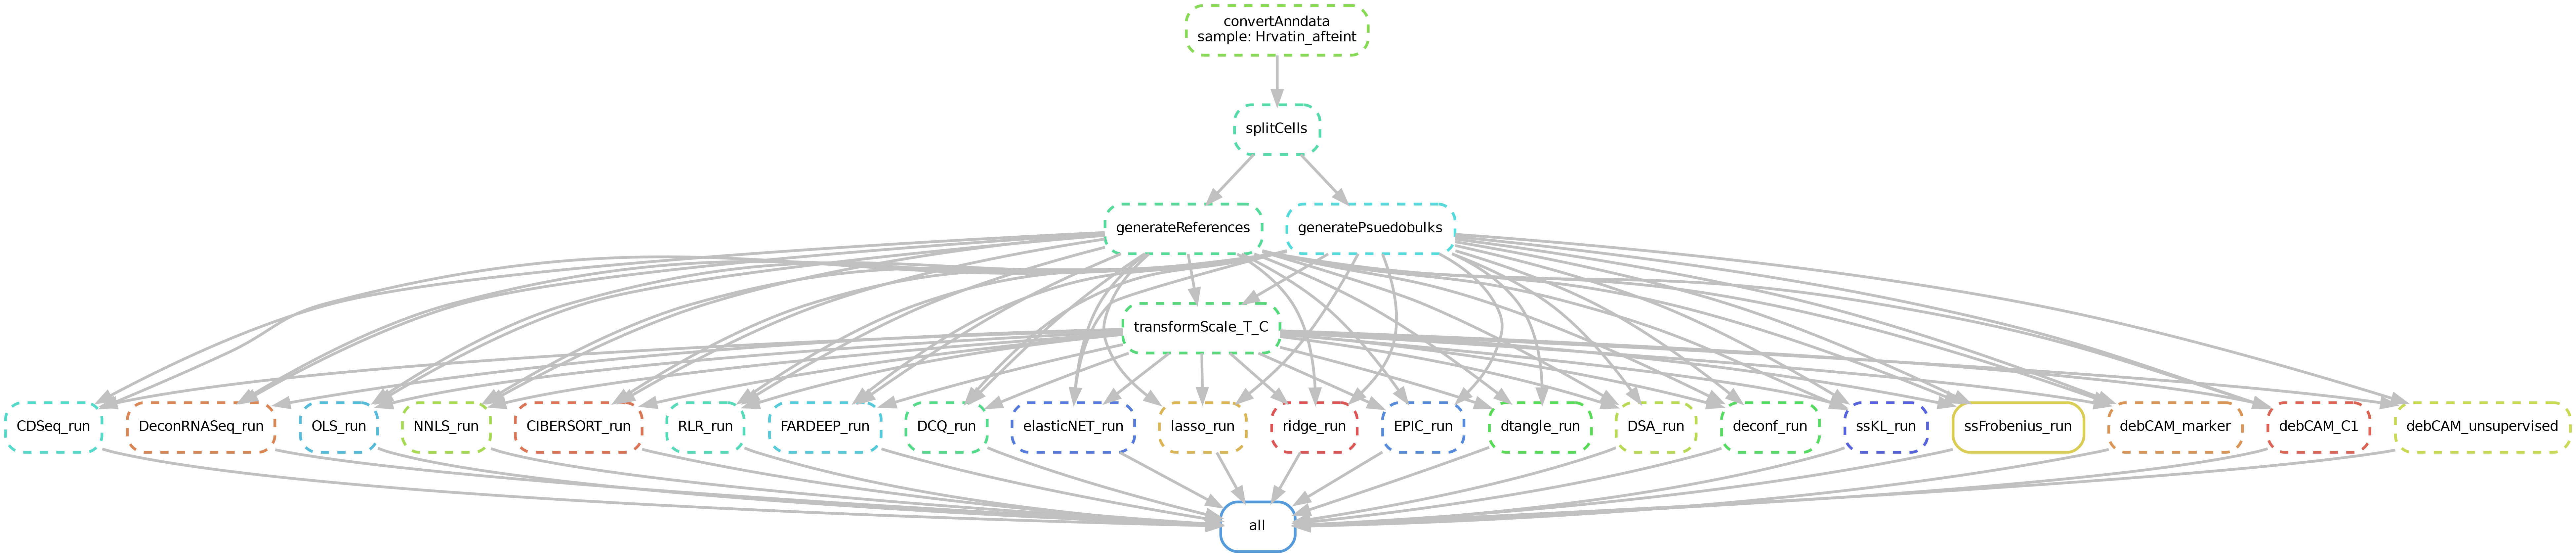 convertAnndata
sample: Hrvatin_afteint
splitCells
generateReferences
generatePsuedobulks
transformScale_T_C
CDSeq_run
DeconRNASeq_run
OLS_run
NNLS_run
CIBERSORT_run
RLR_run
FARDEEP_run
DCQ_run
elasticNET_run
lasso_run
ridge_run
EPIC_run
dtangle_run
DSA_run
deconf_run
ssKL_run
ssFrobenius_run
debCAM_marker
debCAM_C1
debCAM_unsupervised
all